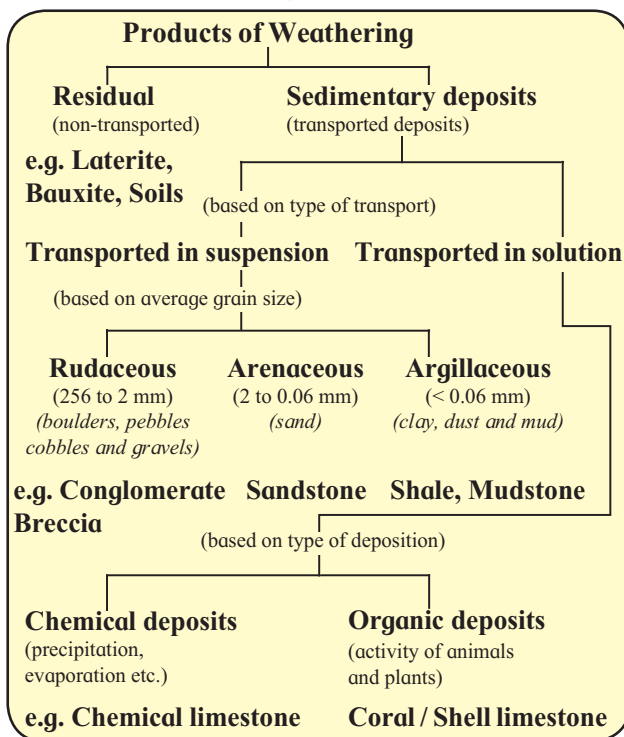 Products of Weathering
Residual
(non-transported)
e.g. Laterite,
Bauxite, Soils
Sedimentary deposits
(transported deposits)
(based on type of transport)
Transported in suspension
Transported in solution
(based on average grain size)
Rudaceous
(256 to 2 mm)
(boulders, pebbles
cobbles and gravels)
Arenaceous
(2 to 0.06 mm)
(sand)
Argillaceous
(< 0.06 mm)
(clay, dust and mud)
e.g. Conglomerate
Breccia
Sandstone
Shale, Mudstone
(based on type of deposition)
Chemical deposits
(precipitation,
evaporation etc.)
e.g. Chemical limestone
Organic deposits
(activity of animals
and plants)
Coral / Shell limestone